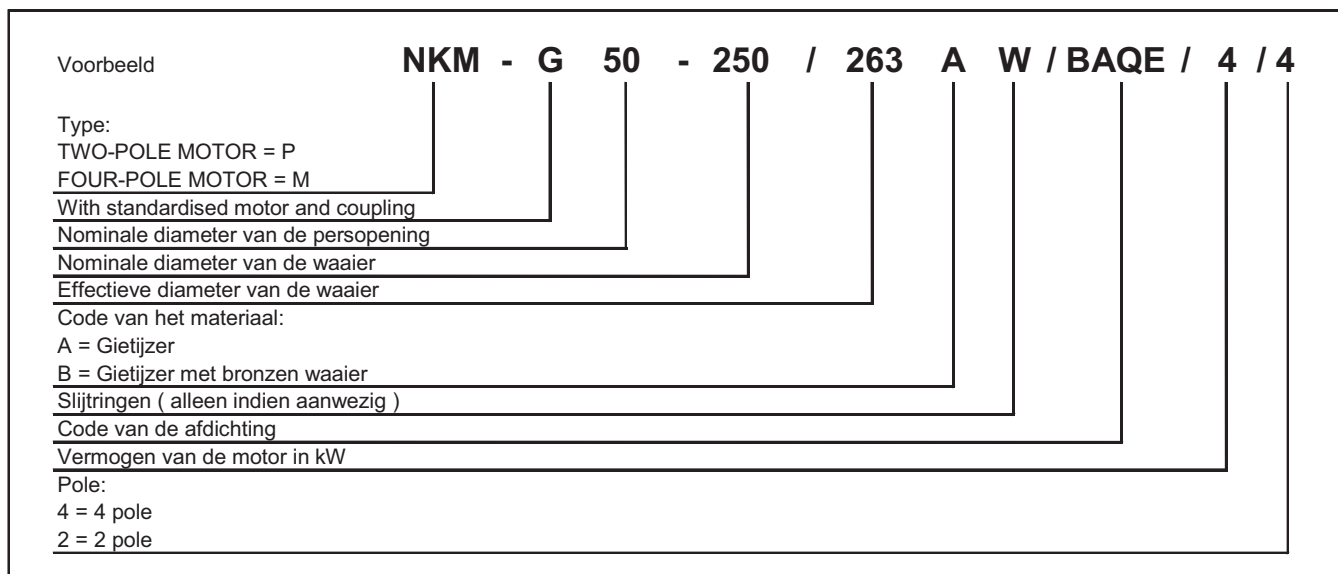 Voorbeeld NKM - G 50 - 250 / 263 A W / BAQE / 4 / 4
Type:
TWO-POLE MOTOR = P
FOUR-POLE MOTOR = M
With standardised motor and coupling
Nominale diameter van de persopening
Nominale diameter van de waaier
Effectieve diameter van de waaier
Code van het materiaal:
A = Gietijzer
B = Gietijzer met bronzen waaier
Slijtringen ( alleen indien aanwezig )
Code van de afdichting
Vermogen van de motor in kW
Pole:
4 = 4 pole
2 = 2 pole